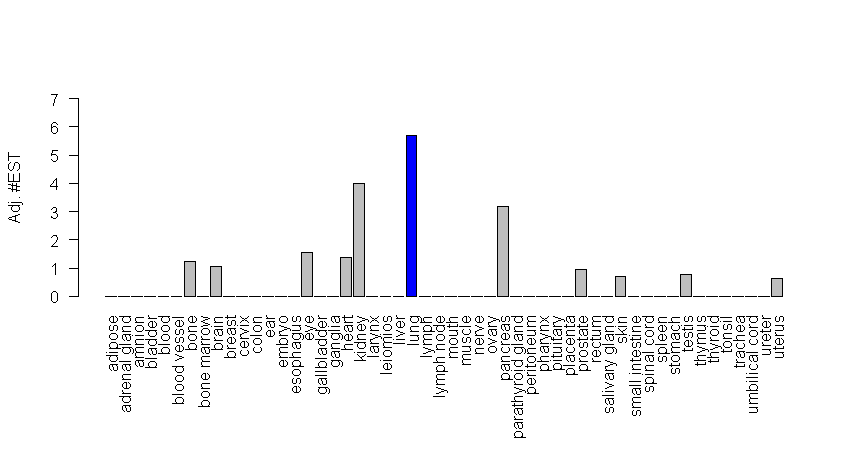 Adj. #EST
7
6
5
4
3
2
1
0
adipose
adrenal gland
amnion
bladder
blood
blood vessel
bone
bone marrow
brain
breast
cervix
colon
ear
embryo
esophagus
eye
gallbladder
ganglia
heart
kidney
larynx
leiomios
liver
lung
lymph
lymph node
mouth
muscle
nerve
ovary
pancreas
parathyroid gland
peritoneum
pharynx
pituitary
placenta
prostate
rectum
salivary gland
skin
small intestine
spinal cord
spleen
stomach
testis
thymus
thyroid
tonsil
trachea
umbilical cord
ureter
uterus